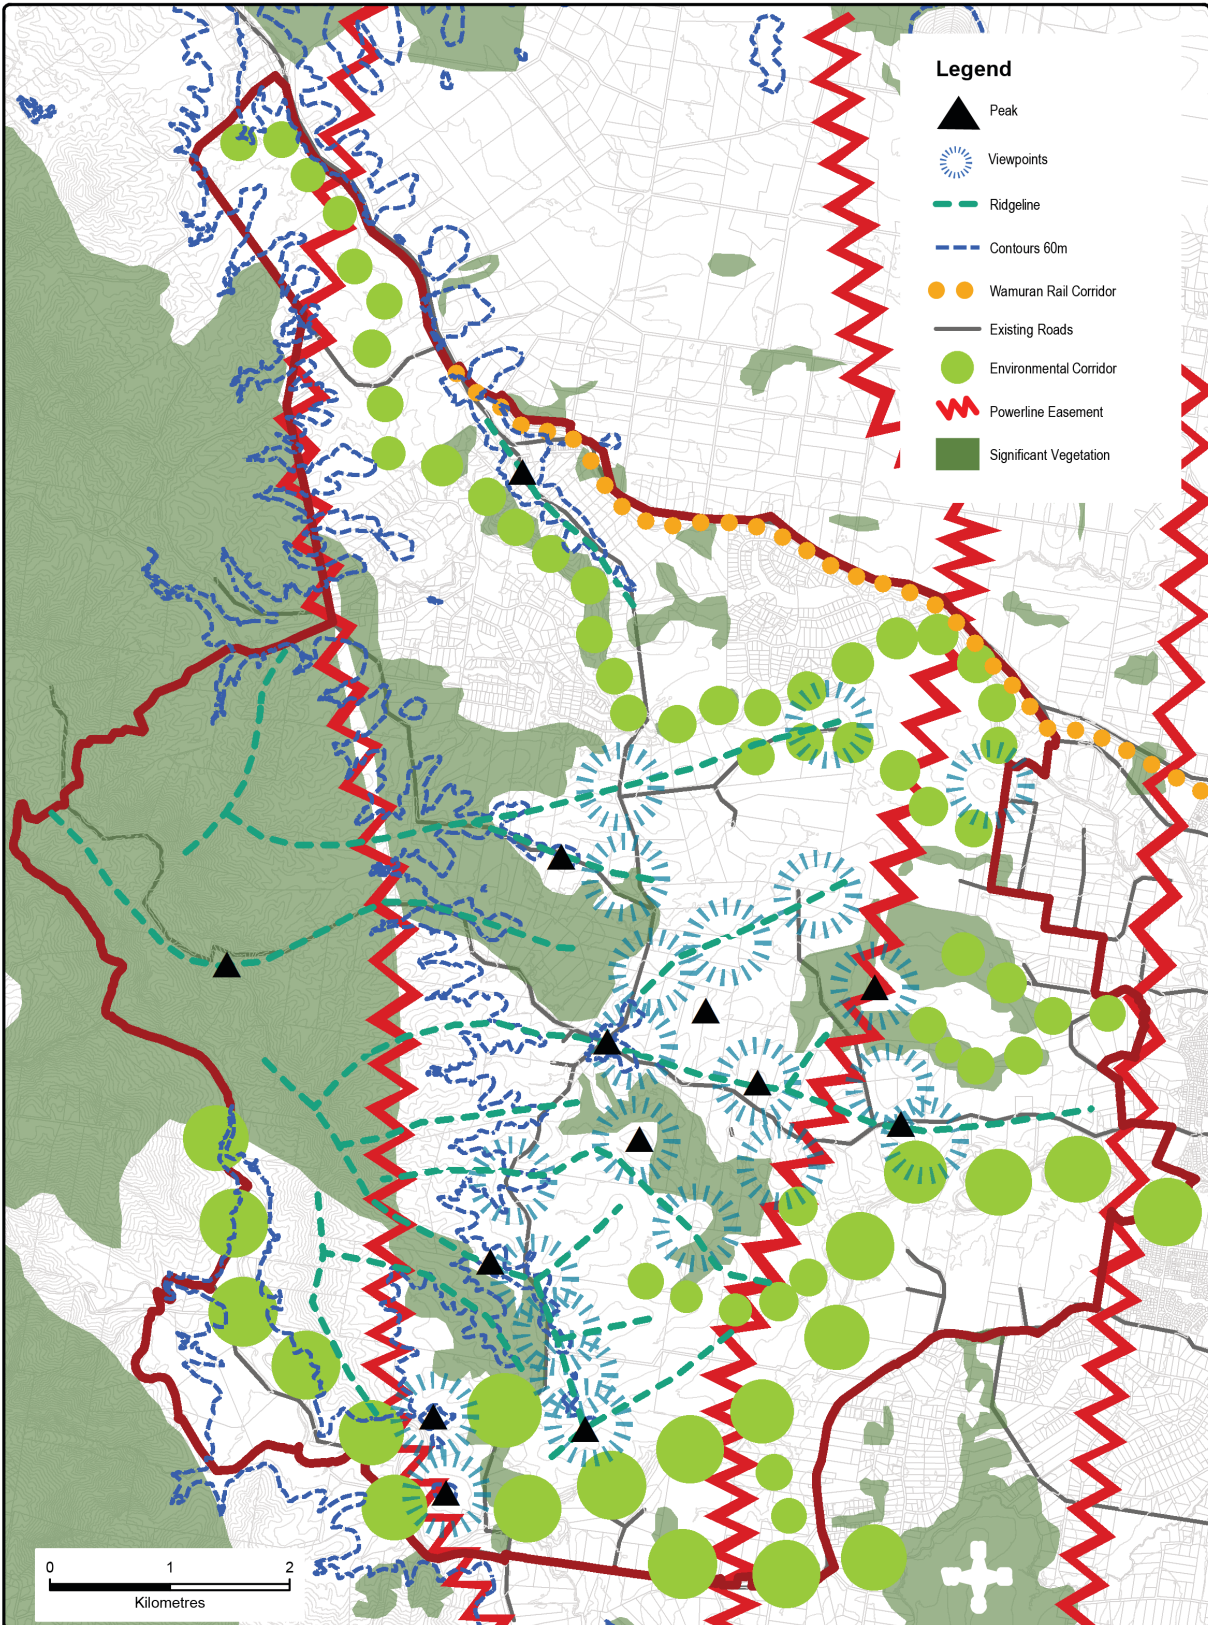 Legend
Peak
Viewpoints
Ridgeline
Contours 60m
Wamuran Rail Corridor
Existing Roads
Environmental Corridor
Powerline Easement
Significant Vegetation
0 1 2
Kilometres